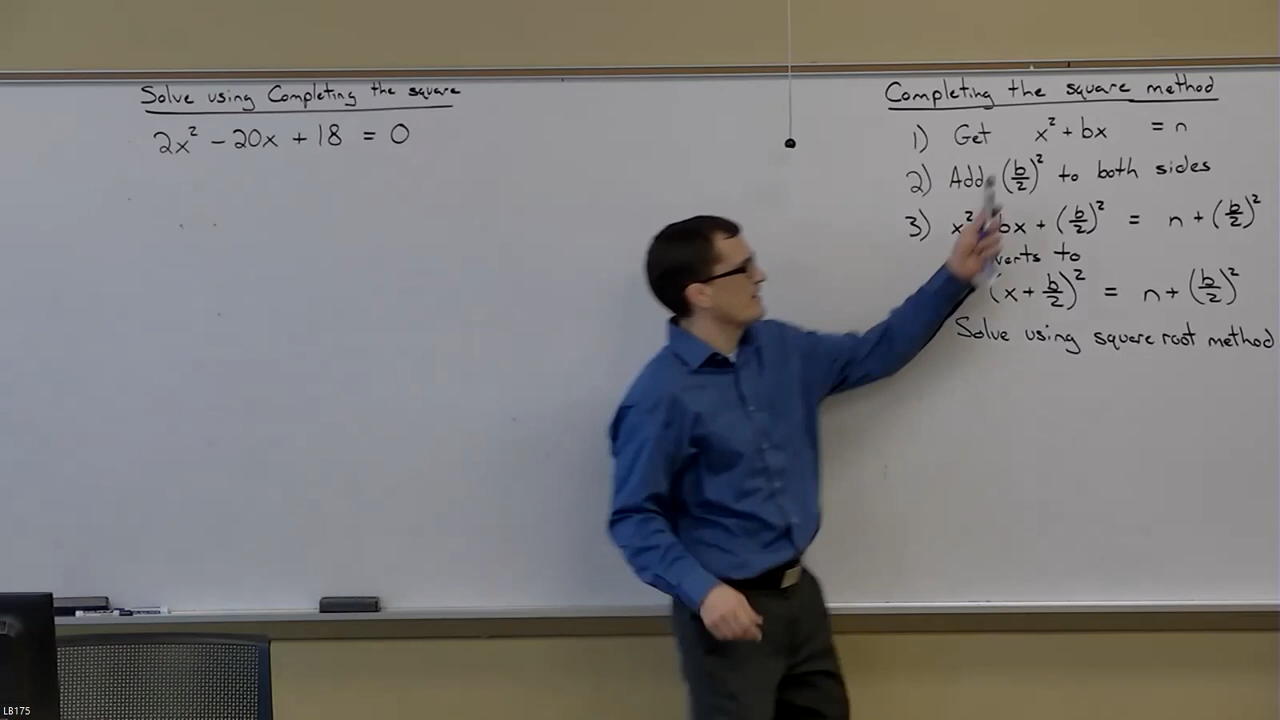 Solve using Completing the square
2x² - 20x + 18 = 0
Completing the square method
1) Get x² + bx = n
2) Add (b/2)² to both sides
3) x² bx + (b/2)² = n + (b/2)²
to
(x + b/2)² = n + (b/2)²
Solve using square root method
LB175